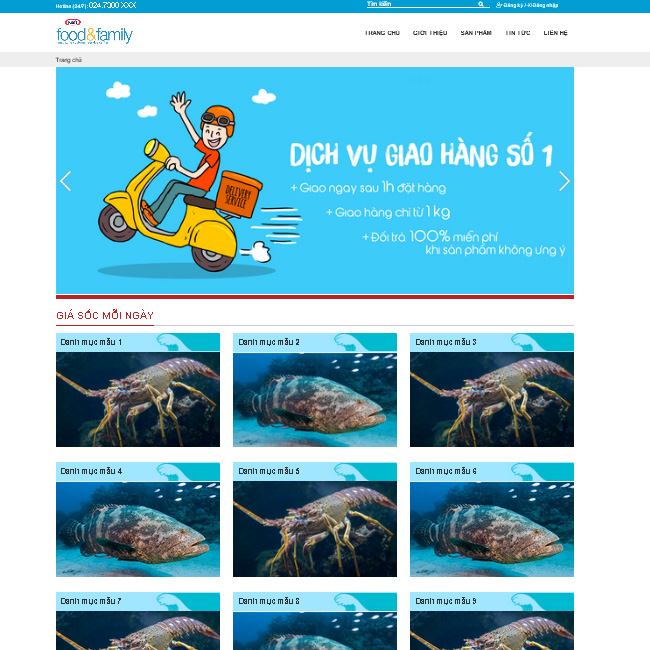 Hotline (24/7): 024.7300 XXX
Tìm kiếm
Đăng ký / Đăng nhập
food&family
TRANG CHỦ GIỚI THIỆU SẢN PHẨM TIN TỨC LIÊN HỆ
Trang chủ
DỊCH VỤ GIAO HÀNG SỐ 1
+ Giao ngay sau 1h đặt hàng
+ Giao hàng chỉ từ 1kg
+ Đổi trả 100% miễn phí
khi sản phẩm không ưng ý
DELIVERY
SERVICE
GIÁ SỐC MỖI NGÀY
Danh mục mẫu 1
Danh mục mẫu 2
Danh mục mẫu 3
Danh mục mẫu 4
Danh mục mẫu 5
Danh mục mẫu 6
Danh mục mẫu 7
Danh mục mẫu 8
Danh mục mẫu 9